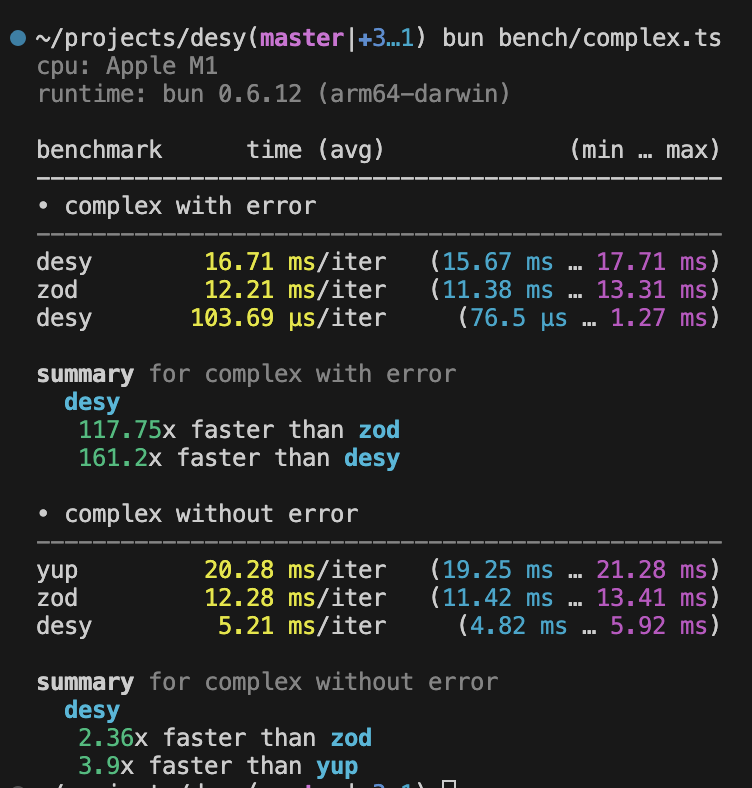 ~/projects/desy(master|+3…1) bun bench/complex.ts
cpu: Apple M1
runtime: bun 0.6.12 (arm64-darwin)
benchmark time (avg) (min … max)
• complex with error
desy 16.71 ms/iter (15.67 ms … 17.71 ms)
zod 12.21 ms/iter (11.38 ms … 13.31 ms)
desy 103.69 µs/iter (76.5 µs … 1.27 ms)
summary for complex with error
desy
117.75x faster than zod
161.2x faster than desy
• complex without error
yup 20.28 ms/iter (19.25 ms … 21.28 ms)
zod 12.28 ms/iter (11.42 ms … 13.41 ms)
desy 5.21 ms/iter (4.82 ms … 5.92 ms)
summary for complex without error
desy
2.36x faster than zod
3.9x faster than yup